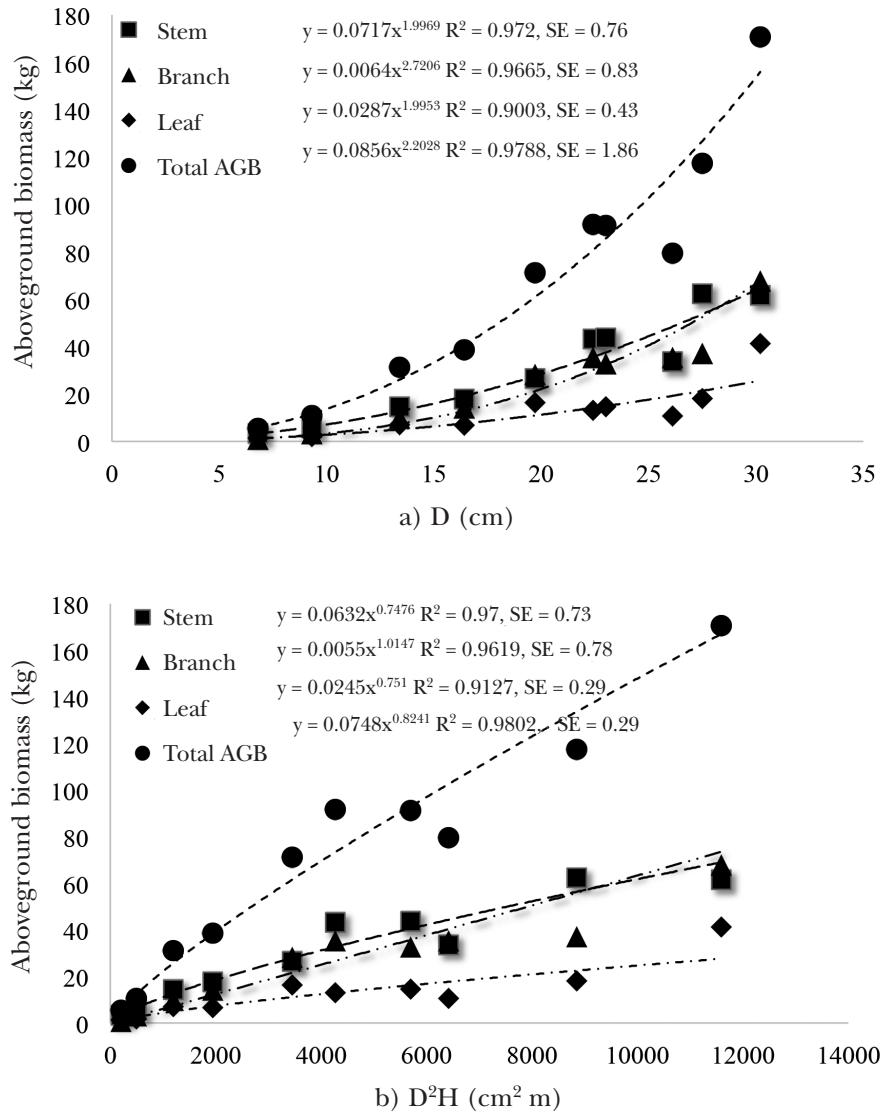 180
160
140
120
100
80
60
40
20
0
Aboveground biomass (kg)
Stem y = 0.0717x^1.9969 R² = 0.972, SE = 0.76
Branch y = 0.0064x^2.7206 R² = 0.9665, SE = 0.83
Leaf y = 0.0287x^1.9953 R² = 0.9003, SE = 0.43
Total AGB y = 0.0856x^2.2028 R² = 0.9788, SE = 1.86
0 5 10 15 20 25 30 35
a) D (cm)
180
160
140
120
100
80
60
40
20
0
Aboveground biomass (kg)
Stem y = 0.0632x^0.7476 R² = 0.97, SE = 0.73
Branch y = 0.0055x^1.0147 R² = 0.9619, SE = 0.78
Leaf y = 0.0245x^0.751 R² = 0.9127, SE = 0.29
Total AGB y = 0.0748x^0.8241 R² = 0.9802, SE = 0.29
0 2000 4000 6000 8000 10000 12000 14000
b) D²H (cm² m)